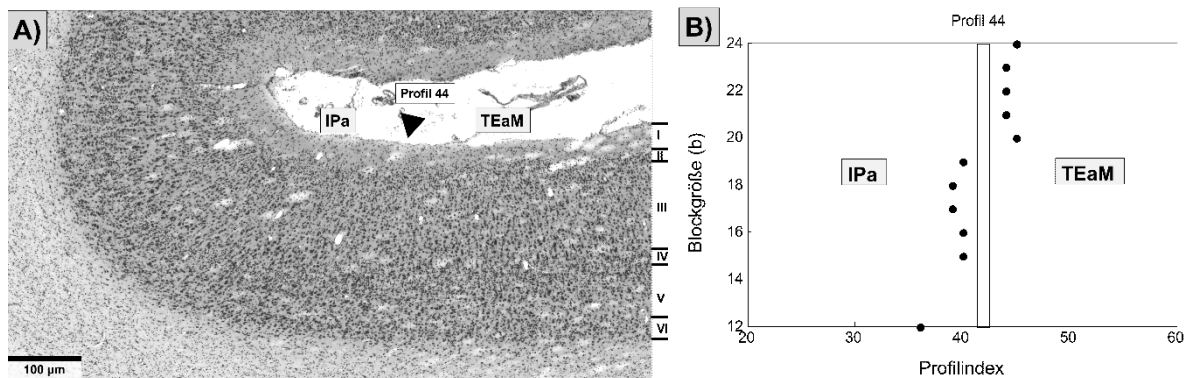 A)
Profil 44
IPa
TEaM
I
II
III
IV
V
VI
100 µm
B)
Profil 44
24
22
20
18
16
14
12
Blockgröße (b)
IPa
TEaM
20
30
40
50
60
Profilindex